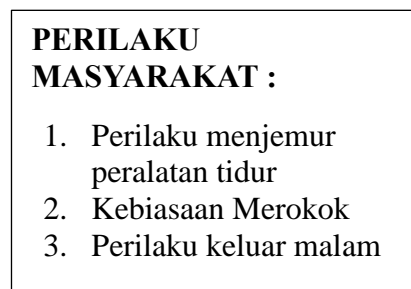 PERILAKU
MASYARAKAT :
1. Perilaku menjemur
peralatan tidur
2. Kebiasaan Merokok
3. Perilaku keluar malam